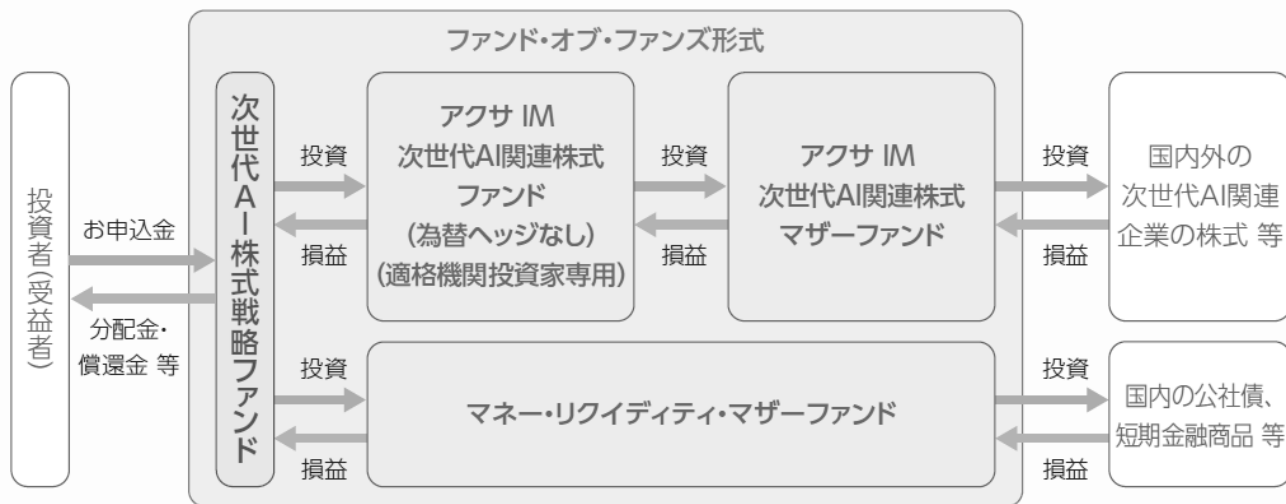 ファンド・オブ・ファンズ形式
投資者(受益者)
お申込金
分配金・
償還金 等
次世代AI株式戦略ファンド
投資
損益
アクサ IM
次世代AI関連株式
ファンド
(為替ヘッジなし)
(適格機関投資家専用)
投資
損益
アクサ IM
次世代AI関連株式
マザーファンド
投資
損益
国内外の
次世代AI関連
企業の株式 等
投資
損益
マネー・リクイディティ・マザーファンド
投資
損益
国内の公社債、
短期金融商品 等